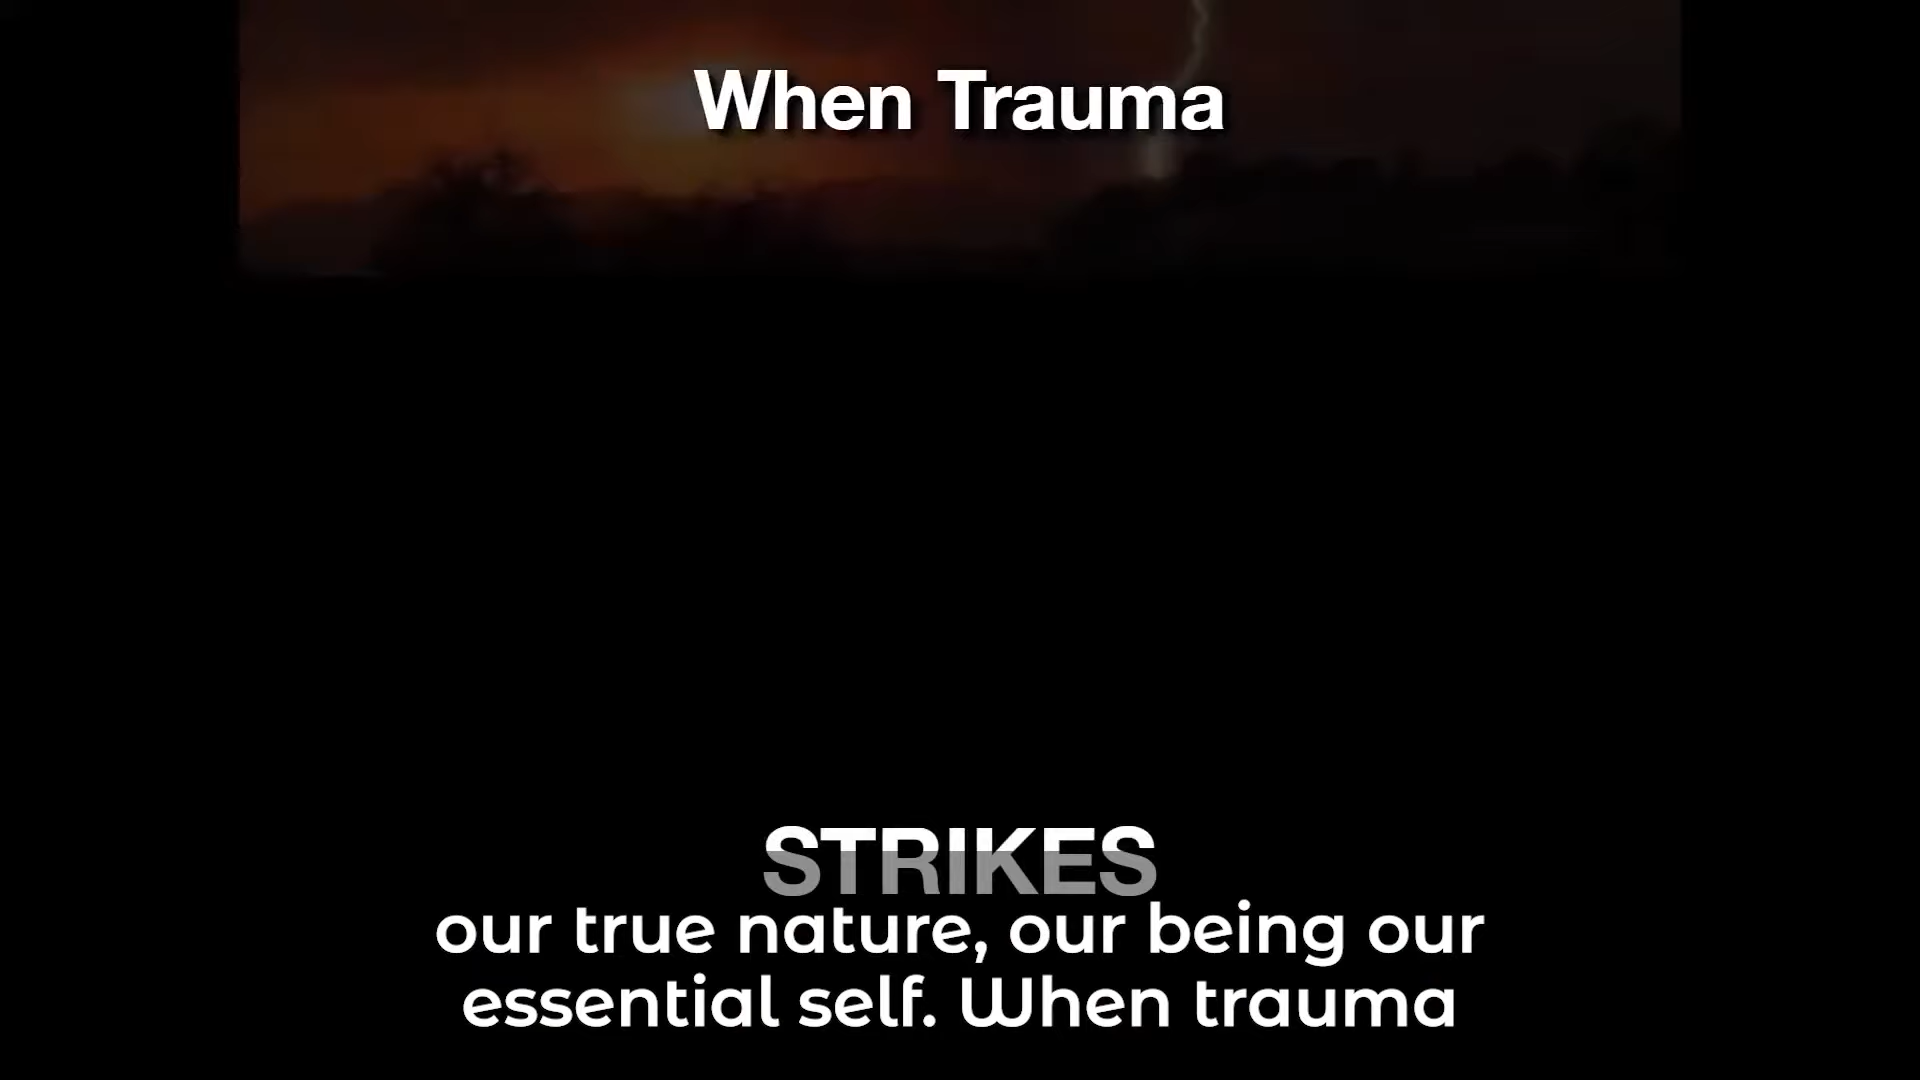 When Trauma
STRIKES
our true nature, our being our
essential self. When trauma